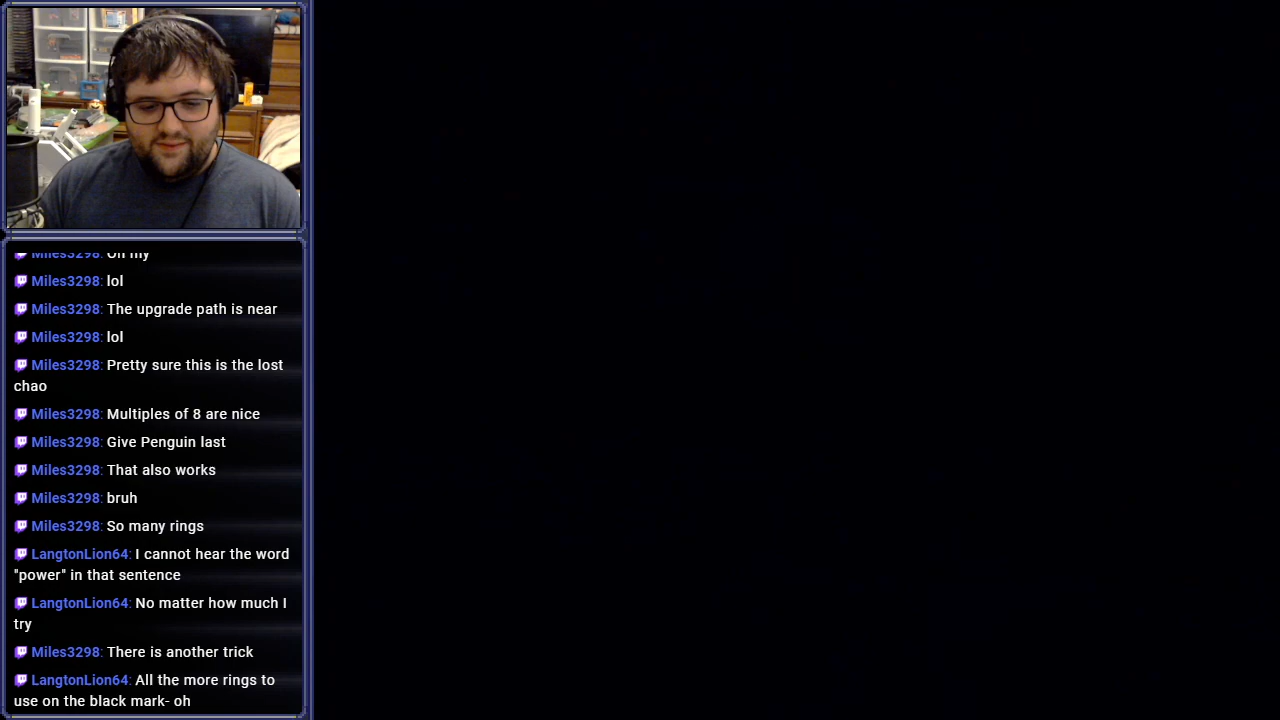 Miles3298: Oh my
Miles3298: lol
Miles3298: The upgrade path is near
Miles3298: lol
Miles3298: Pretty sure this is the lost
chao
Miles3298: Multiples of 8 are nice
Miles3298: Give Penguin last
Miles3298: That also works
Miles3298: bruh
Miles3298: So many rings
LangtonLion64: I cannot hear the word
"power" in that sentence
LangtonLion64: No matter how much I
try
Miles3298: There is another trick
LangtonLion64: All the more rings to
use on the black mark- oh